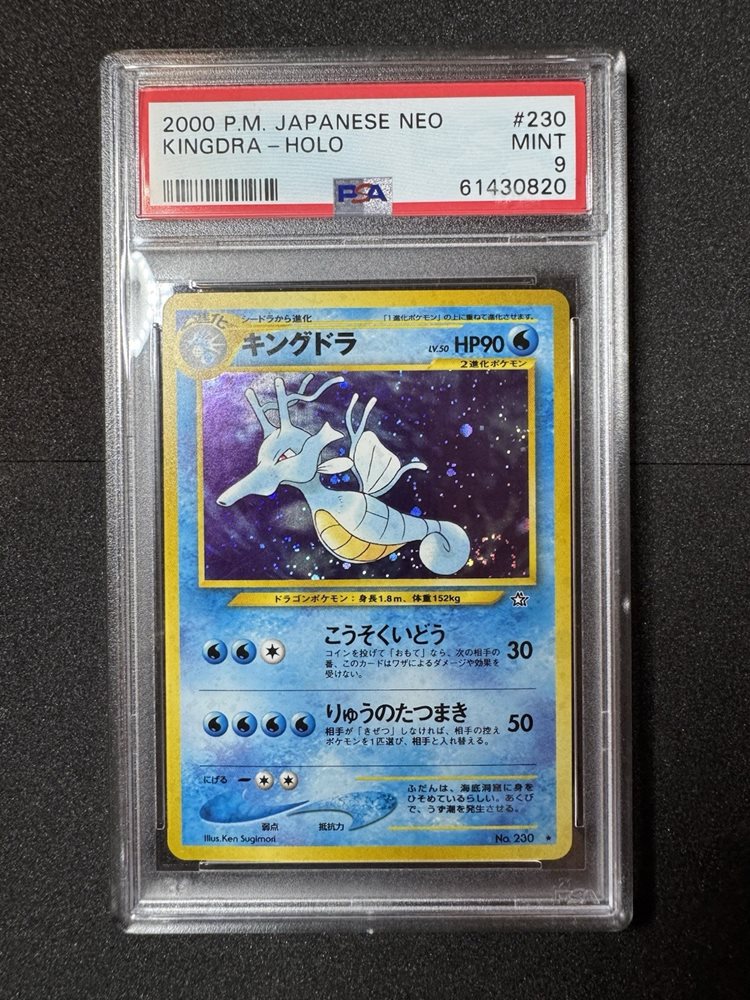 2000 P.M. JAPANESE NEO #230
KINGDRA - HOLO MINT
9
PSA 61430820
進化 シードラから進化 「1進化ポケモン」の上に重ねて進化させます。
キングドラ LV.50 HP90
2進化ポケモン
ドラゴンポケモン：身長1.8m、体重152kg
こうそくいどう 30
コインを投げて「おもて」なら、次の相手の
番、このカードはワザによるダメージや効果を
受けない。
りゅうのたつまき 50
相手が「きぜつ」しなければ、相手の控え
ポケモンを1匹選び、相手と入れ替える。
にげる
ふだんは、海底洞窟に身を
ひそめているらしい。あくび
で、うず潮を発生させる。
弱点 抵抗力
Illus.Ken Sugimori No. 230 ★
PSA